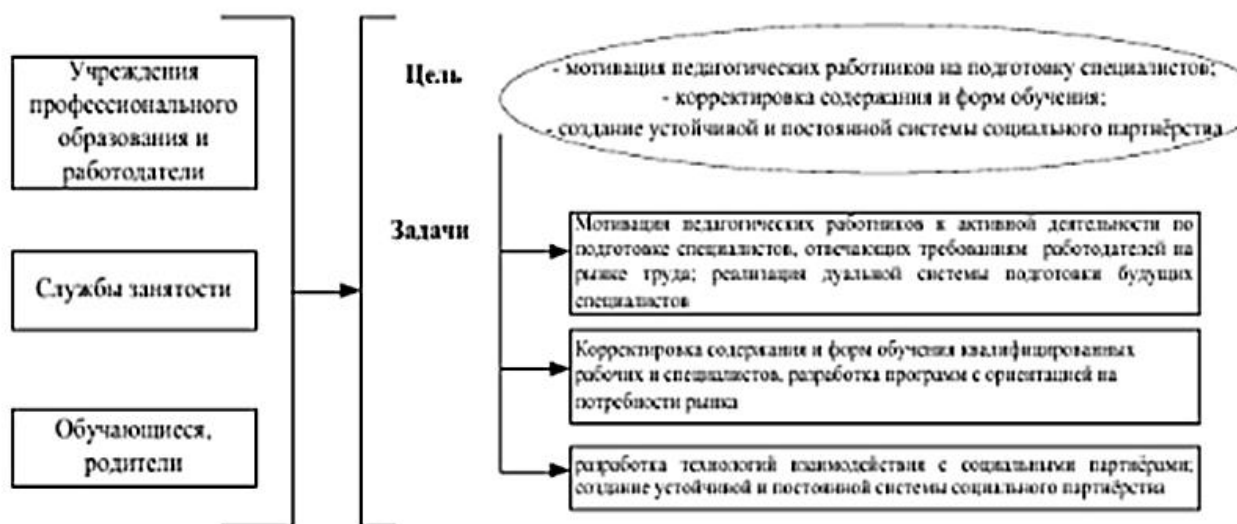 Учреждения
профессионального
образования и
работодатели
Службы занятости
Обучающиеся,
родители
Цель
- мотивация педагогических работников на подготовку специалистов;
- корректировка содержания и форм обучения;
- создание устойчивой и постоянной системы социального партнёрства
Задачи
Мотивация педагогических работников к активной деятельности по
подготовке специалистов, отвечающих требованиям работодателей на
рынке труда; реализация дуальной системы подготовки будущих
специалистов
Корректировка содержания и форм обучения квалифицированных
рабочих и специалистов, разработка программ с ориентацией на
потребности рынка
разработка технологий взаимодействия с социальными партнёрами;
создание устойчивой и постоянной системы социального партнёрства